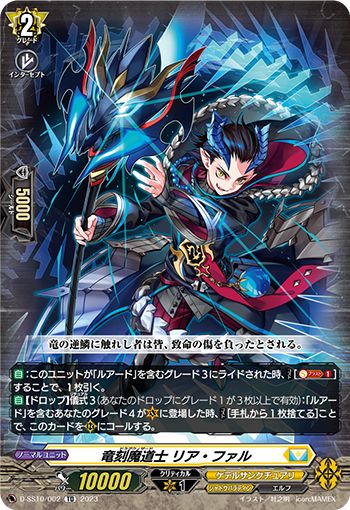 2
グレード
インターセプト
5000
シールド
竜の逆鱗に触れし者は皆、致命の傷を負ったとされる。
自:このユニットが「ルアード」を含むグレード3にライドされた時、【ブラスト1】
することで、1枚引く。
自【ドロップ】儀式3(あなたのドロップにグレード1が3枚以上で有効):「ルアー
ド」を含むあなたのグレード4がVに登場した時、【手札から1枚捨てる】こと
で、このカードをRにコールする。
ノーマルユニット
竜刻魔道士 リア・ファル
パワー
10000
クリティカル
1
ケテルサンクチュアリ
シャドウパラディン
エルフ
D-SS10/002 2023
icon:MAMEX